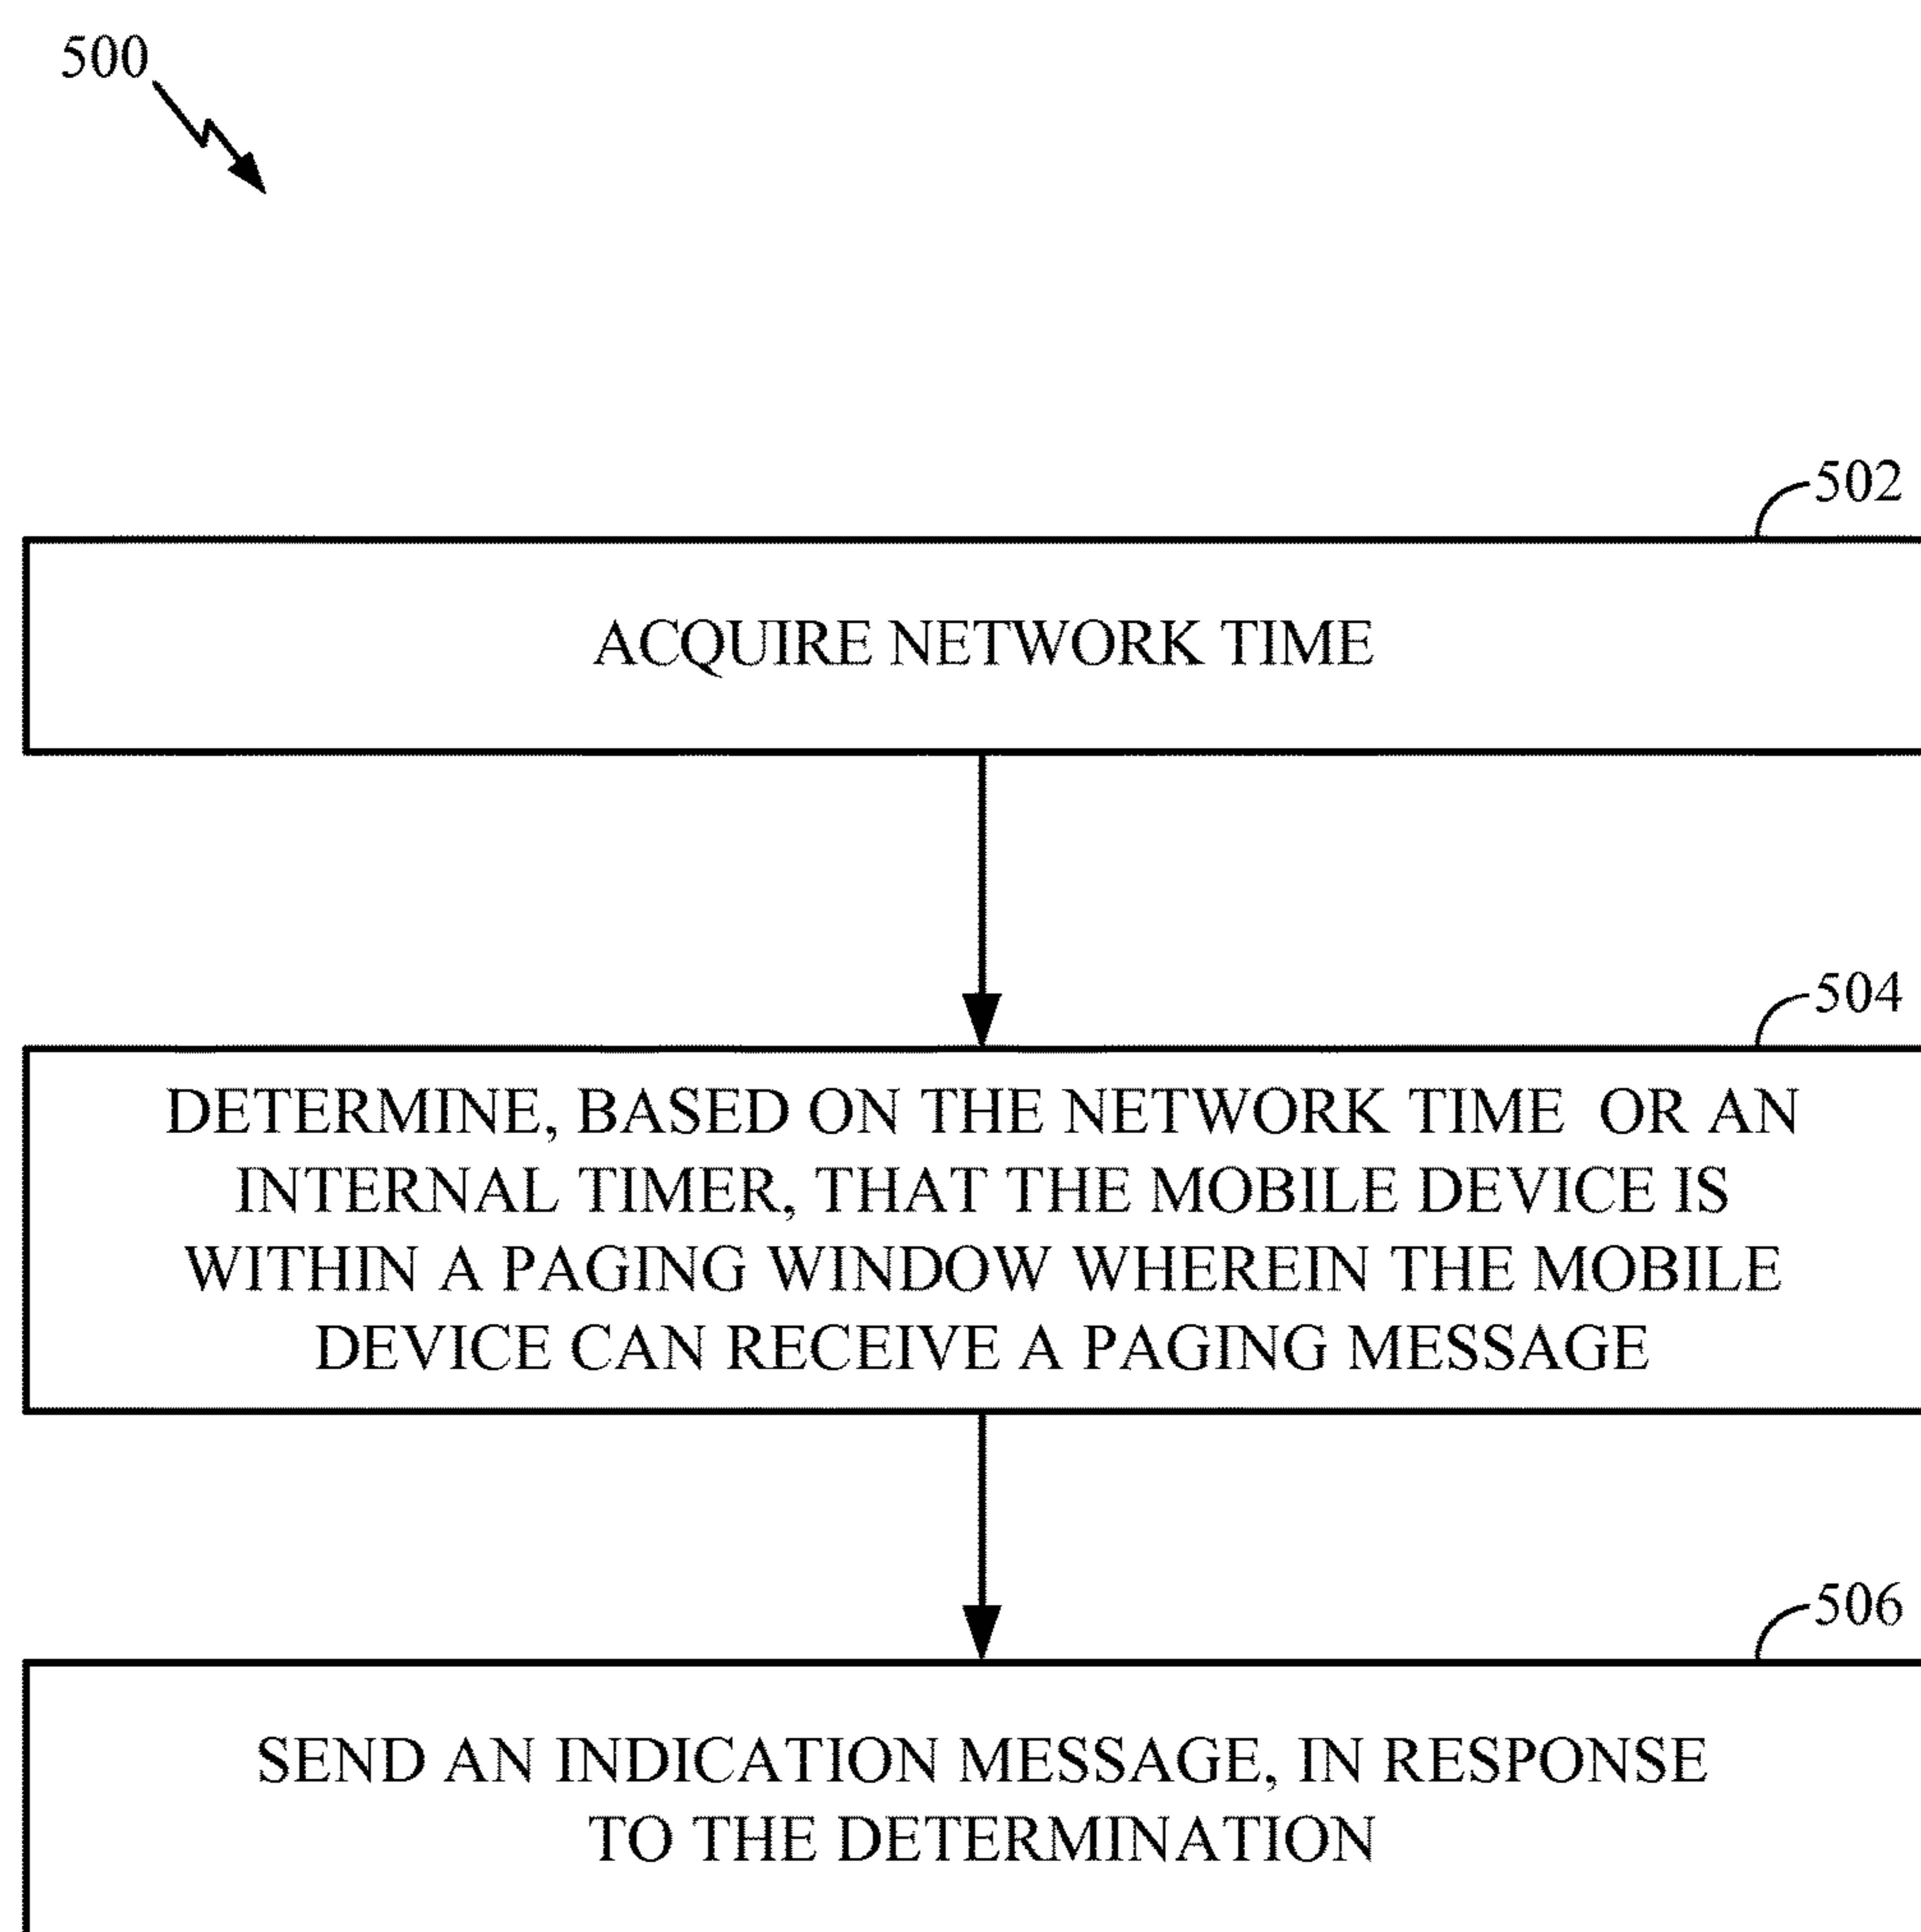 500
502
ACQUIRE NETWORK TIME
504
DETERMINE, BASED ON THE NETWORK TIME OR AN
INTERNAL TIMER, THAT THE MOBILE DEVICE IS
WITHIN A PAGING WINDOW WHEREIN THE MOBILE
DEVICE CAN RECEIVE A PAGING MESSAGE
506
SEND AN INDICATION MESSAGE, IN RESPONSE
TO THE DETERMINATION